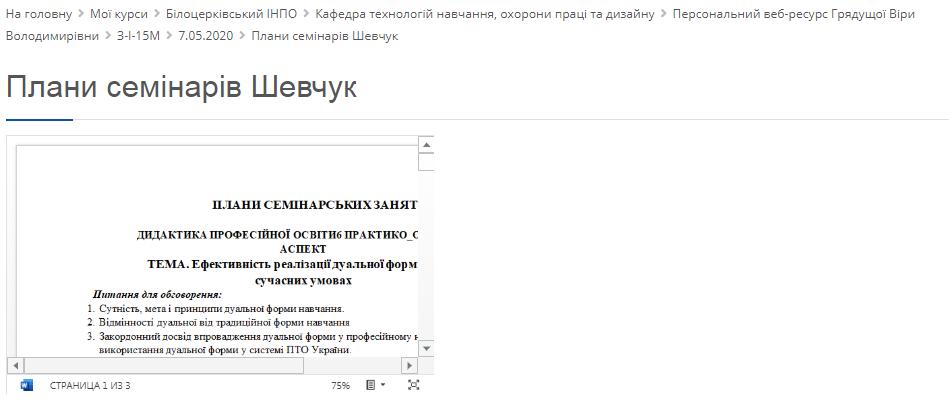 На головну > Мої курси > Білоцерківський ІНПО > Кафедра технологій навчання, охорони праці та дизайну > Персональний веб-ресурс Грядущої Віри
Володимирівни > З-І-15М > 7.05.2020 > Плани семінарів Шевчук
Плани семінарів Шевчук
ПЛАНИ СЕМІНАРСЬКИХ ЗАНЯТ
ДИДАКТИКА ПРОФЕСІЙНОЇ ОСВІТИ6 ПРАКТИКО_О
АСПЕКТ
ТЕМА. Ефективність реалізації дуальної форм
сучасних умовах
Питання для обговорення:
1. Сутність, мета і принципи дуальної форми навчання.
2. Відмінності дуальної від традиційної форми навчання
3. Закордонний досвід впровадження дуальної форми у професійному н
використання дуальної форми у системі ПТО України.
СТРАНИЦА 1 ИЗ 3 75%